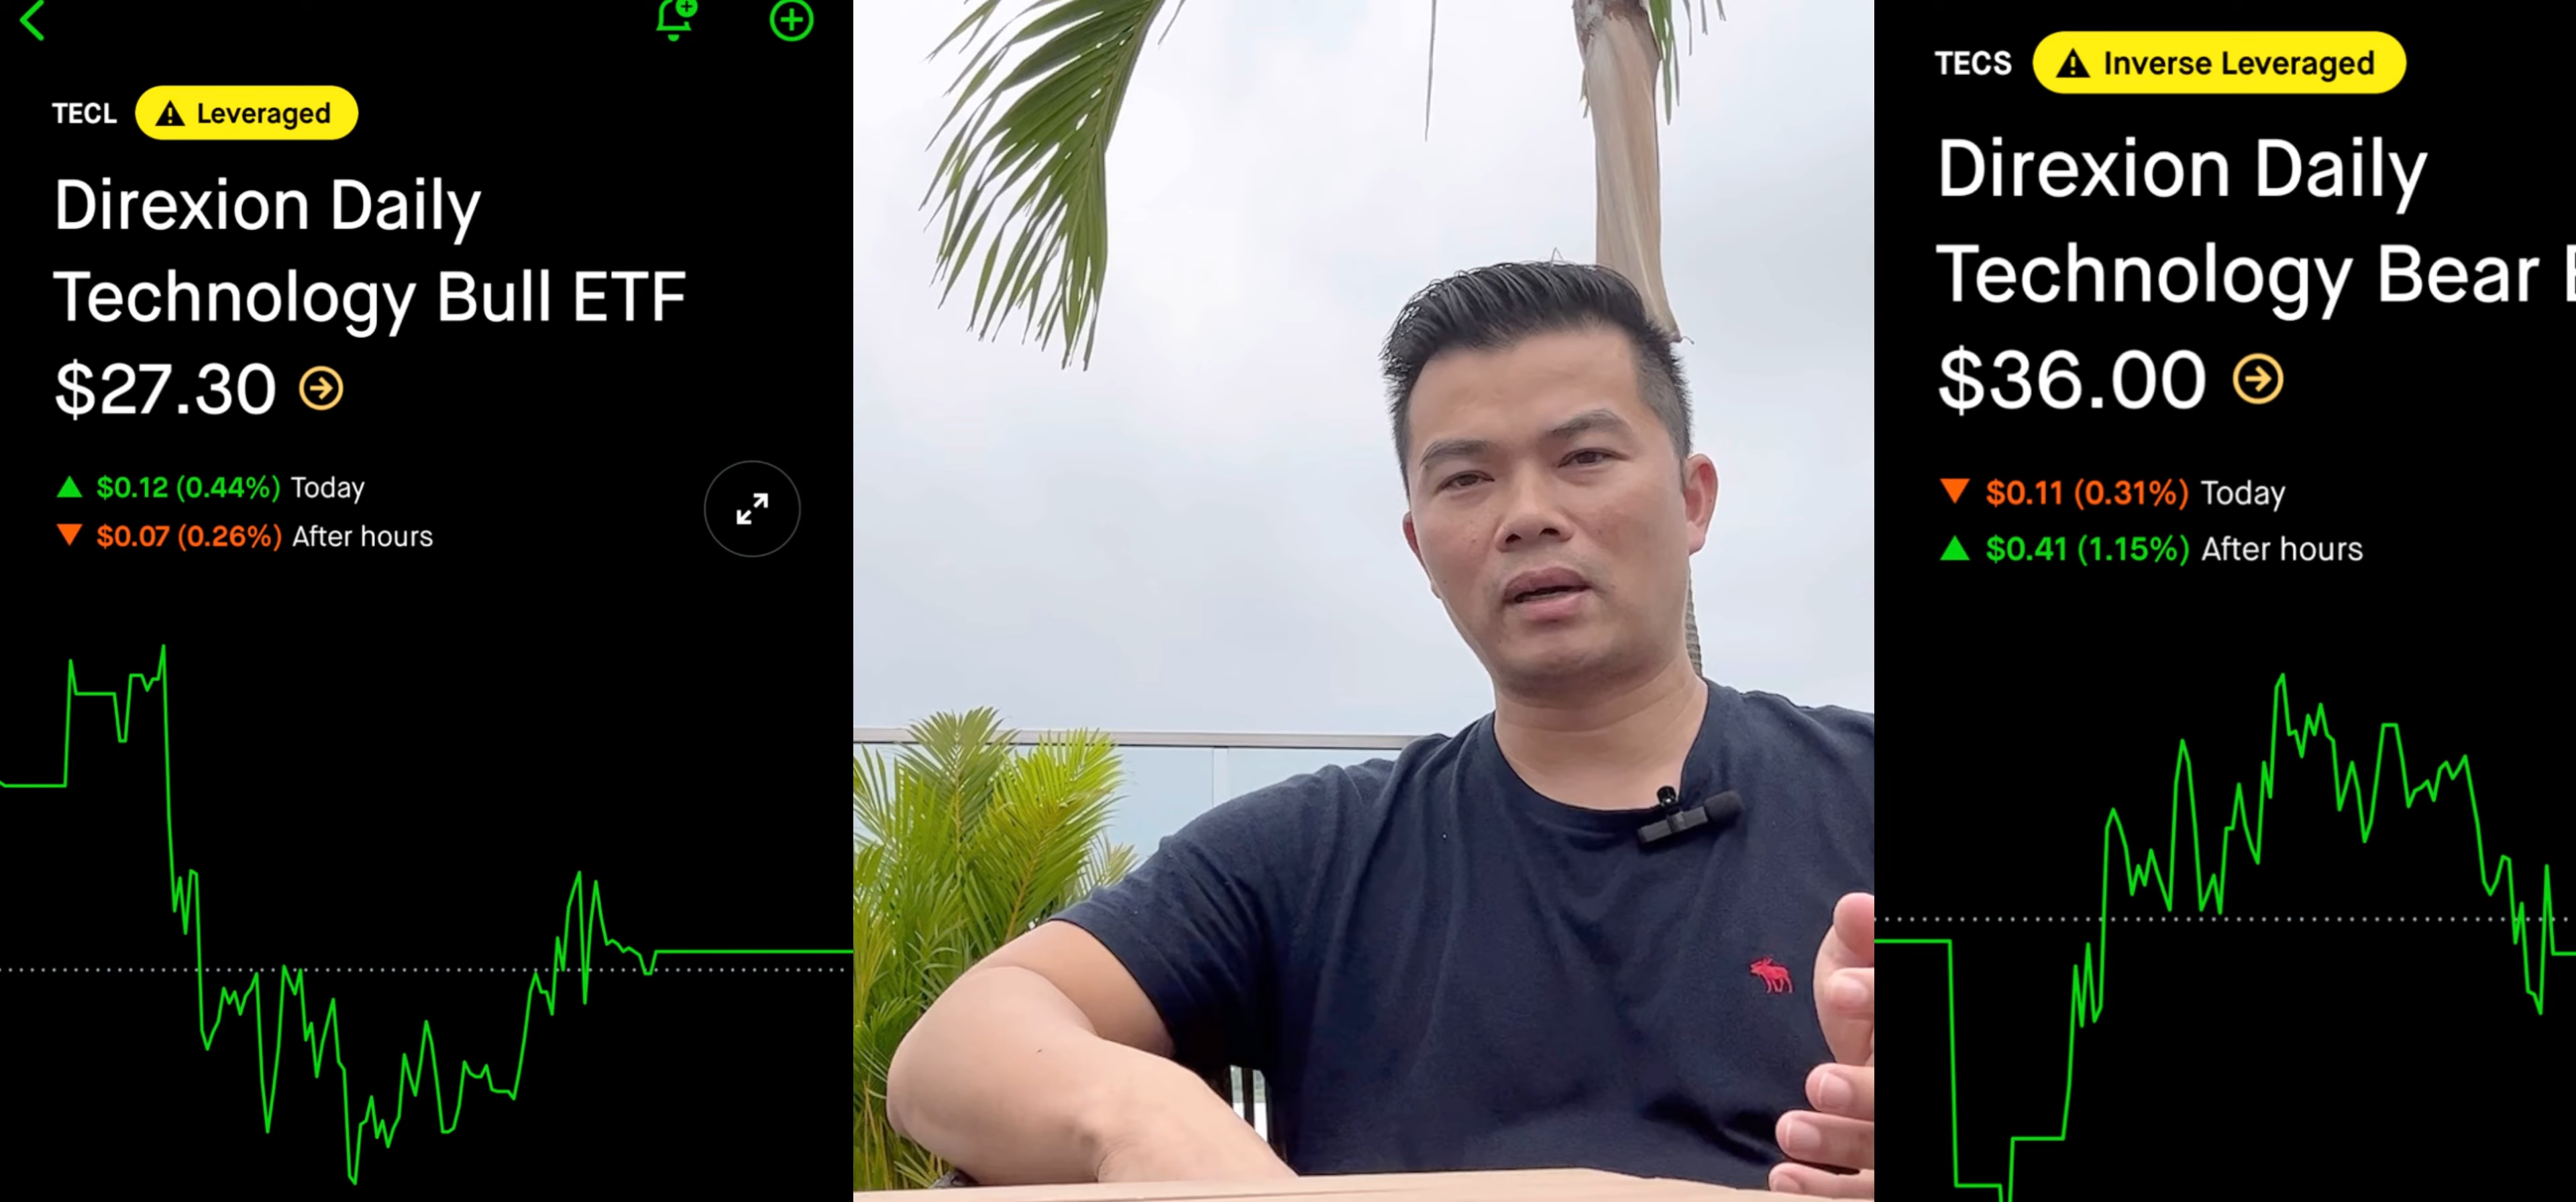 TECL Leveraged
Direxion Daily
Technology Bull ETF
$27.30
$0.12 (0.44%) Today
$0.07 (0.26%) After hours
TECS Inverse Leveraged
Direxion Daily
Technology Bear
$36.00
$0.11 (0.31%) Today
$0.41 (1.15%) After hours